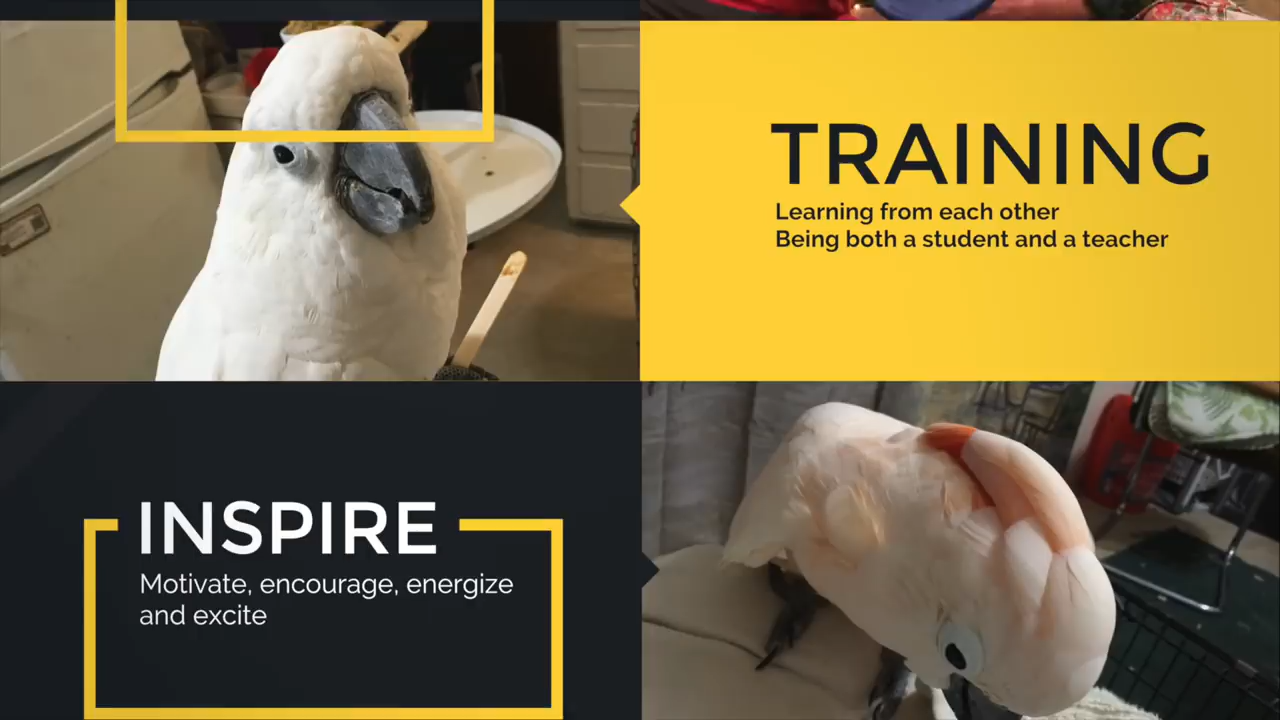 TRAINING
Learning from each other
Being both a student and a teacher
INSPIRE
Motivate, encourage, energize
and excite